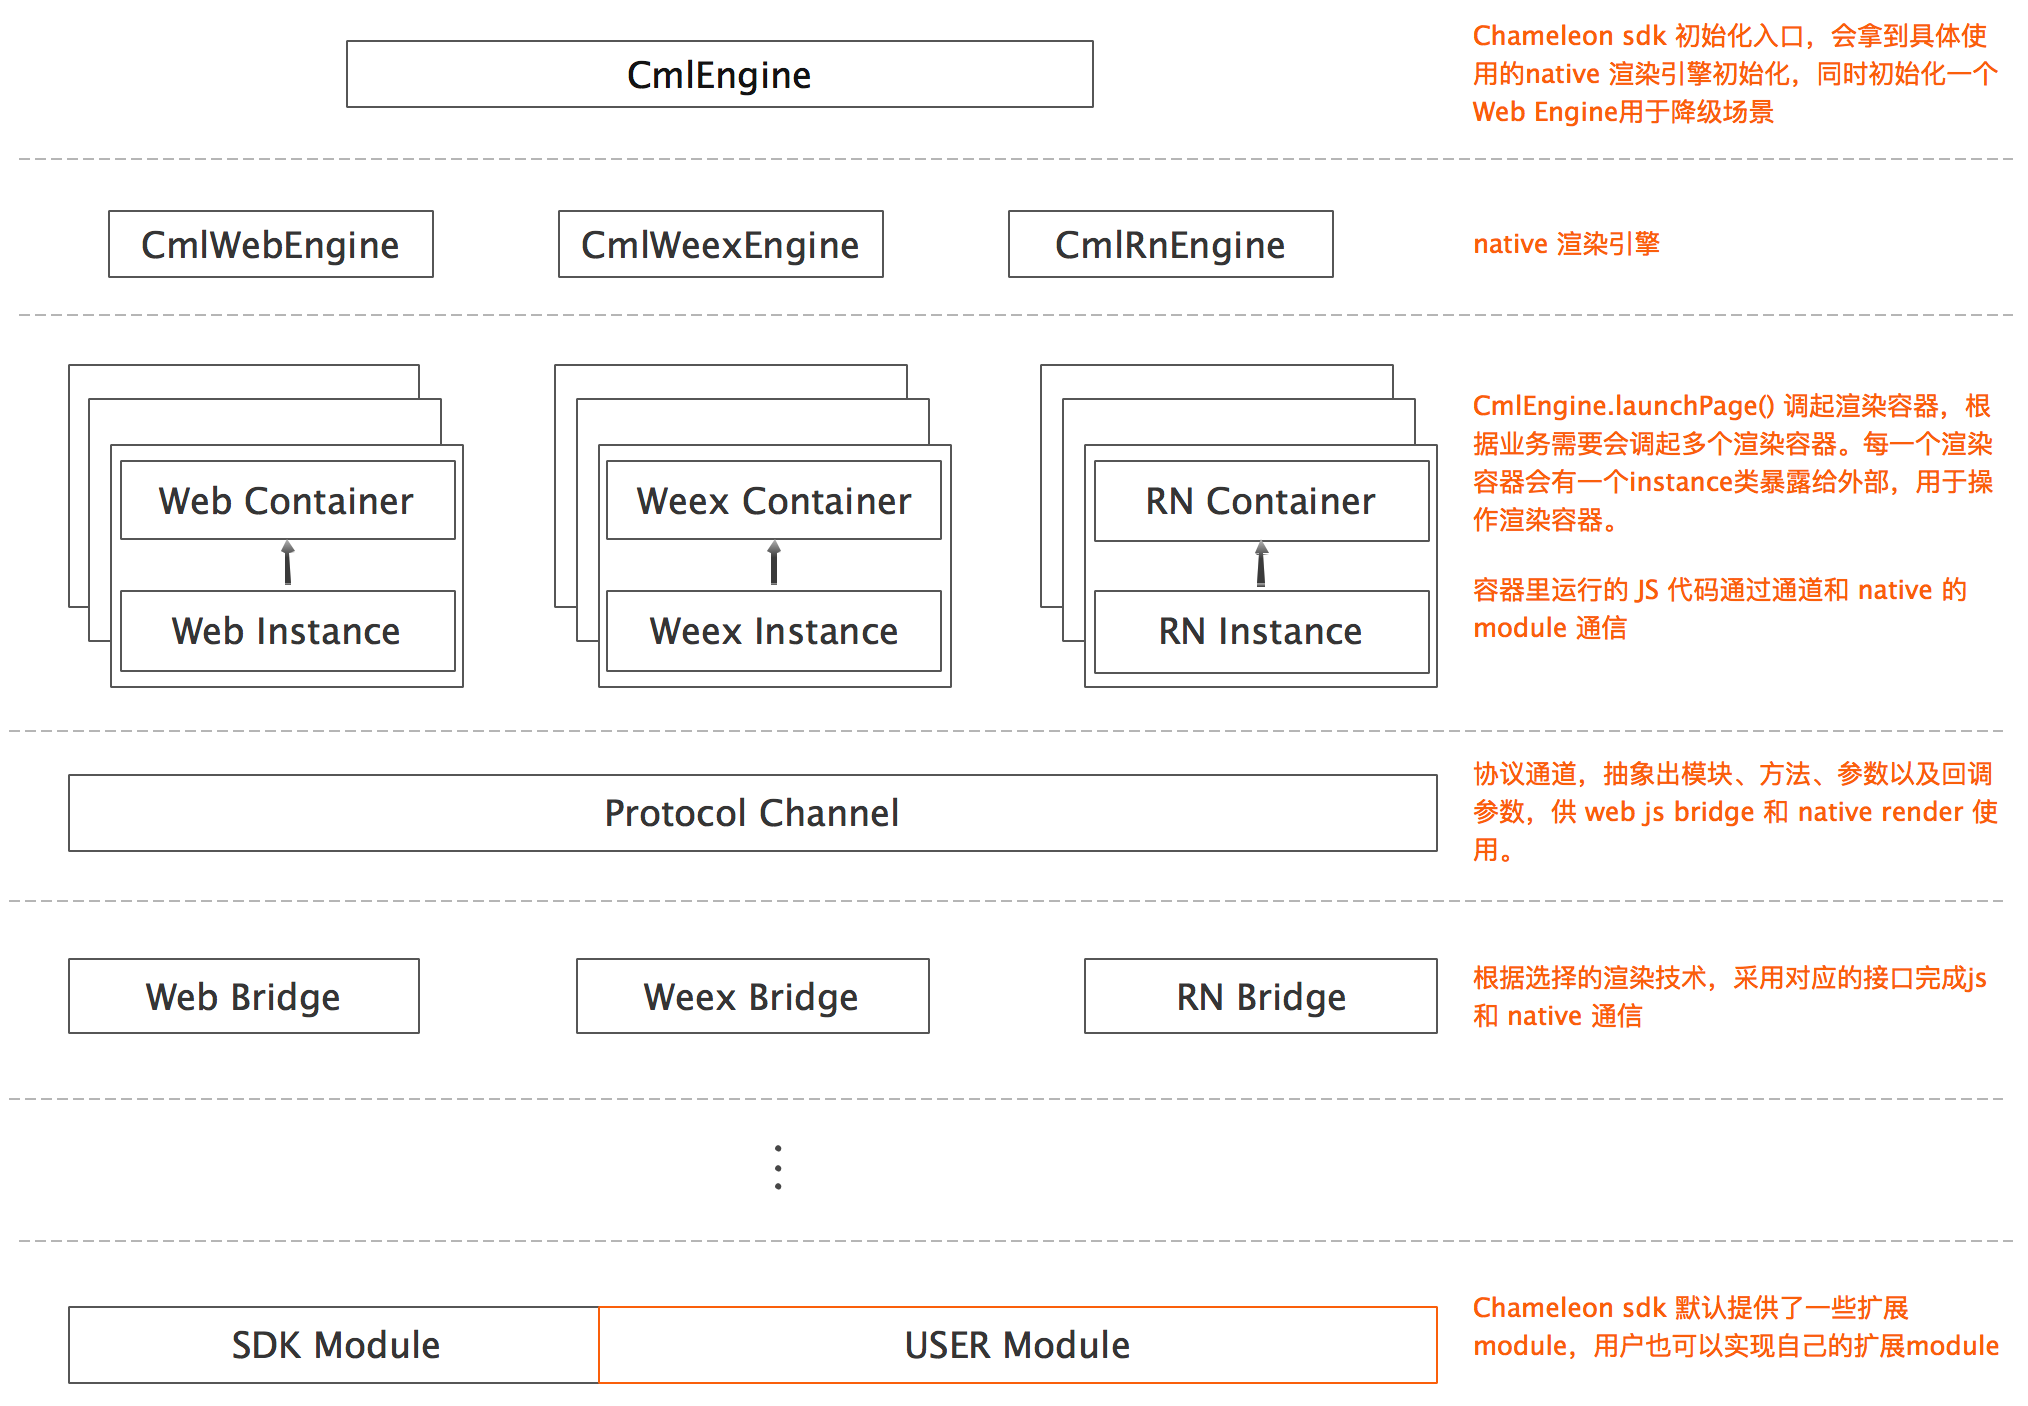 CmlEngine
Chameleon sdk 初始化入口，会拿到具体使
用的native 渲染引擎初始化，同时初始化一个
Web Engine用于降级场景
CmlWebEngine
CmlWeexEngine
CmlRnEngine
native 渲染引擎
Web Container
Web Instance
Weex Container
Weex Instance
RN Container
RN Instance
CmlEngine.launchPage() 调起渲染容器，根
据业务需要会调起多个渲染容器。每一个渲染
容器会有一个instance类暴露给外部，用于操
作渲染容器。
容器里运行的 JS 代码通过通道和 native 的
module 通信
Protocol Channel
协议通道，抽象出模块、方法、参数以及回调
参数，供 web js bridge 和 native render 使
用。
Web Bridge
Weex Bridge
RN Bridge
根据选择的渲染技术，采用对应的接口完成js
和 native 通信
SDK Module
USER Module
Chameleon sdk 默认提供了一些扩展
module，用户也可以实现自己的扩展module